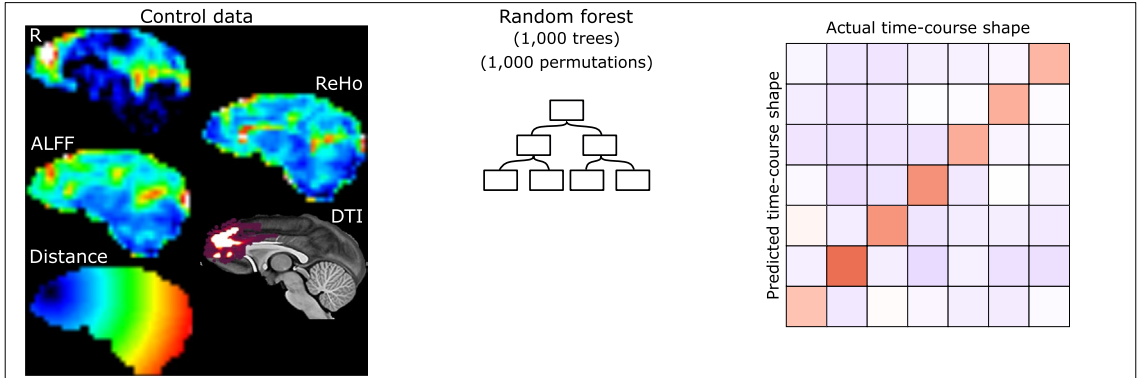 Control data
R
ReHo
ALFF
DTI
Distance
Random forest
(1,000 trees)
(1,000 permutations)
Actual time-course shape
Predicted time-course shape